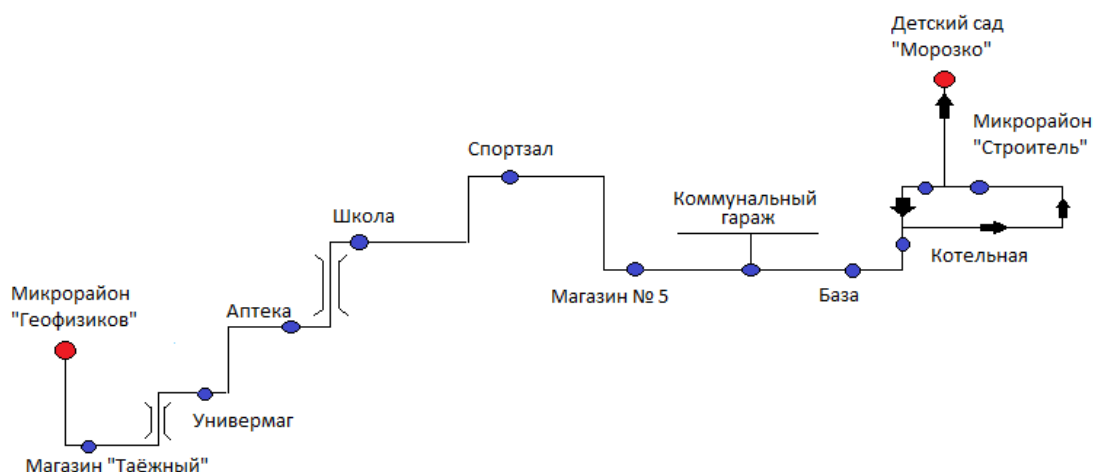 Детский сад
"Морозко"
Микрорайон
"Строитель"
Спортзал
Коммунальный
гараж
Школа
Котельная
Микрорайон
"Геофизиков"
Аптека
Магазин № 5
База
Универмаг
Магазин "Таёжный"